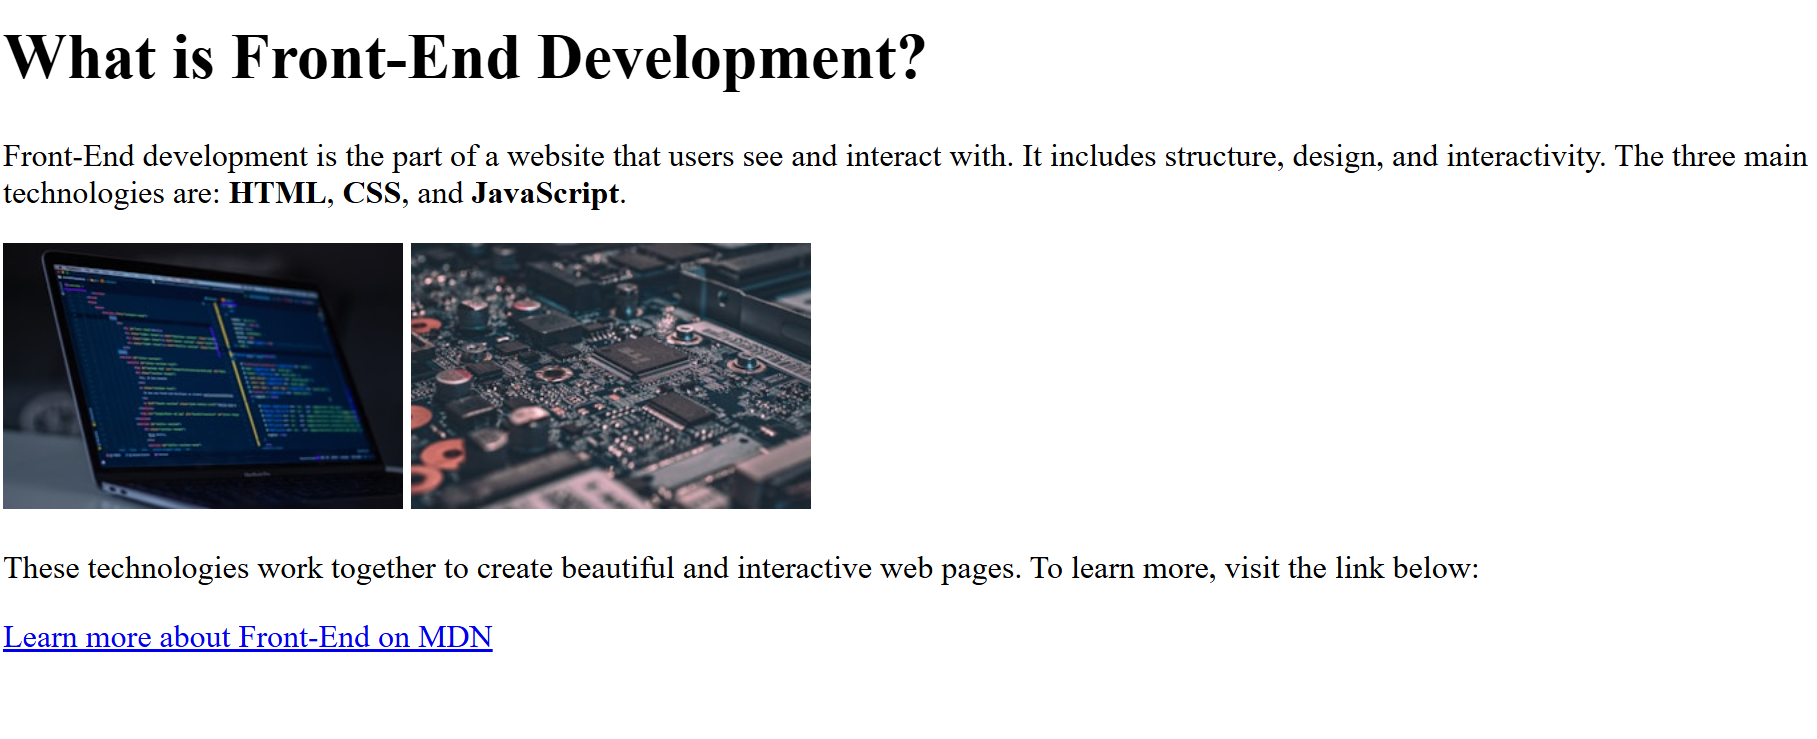 What is Front-End Development?
Front-End development is the part of a website that users see and interact with. It includes structure, design, and interactivity. The three main
technologies are: HTML, CSS, and JavaScript.
These technologies work together to create beautiful and interactive web pages. To learn more, visit the link below:
Learn more about Front-End on MDN